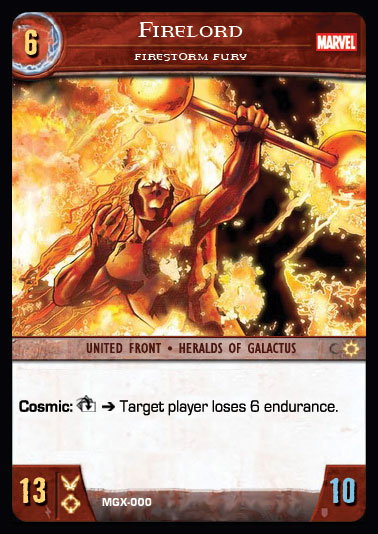 6
FIRELORD
FIRESTORM FURY
MARVEL
UNITED FRONT • HERALDS OF GALACTUS
C
Cosmic: ➔ Target player loses 6 endurance.
13
MGX-000
10